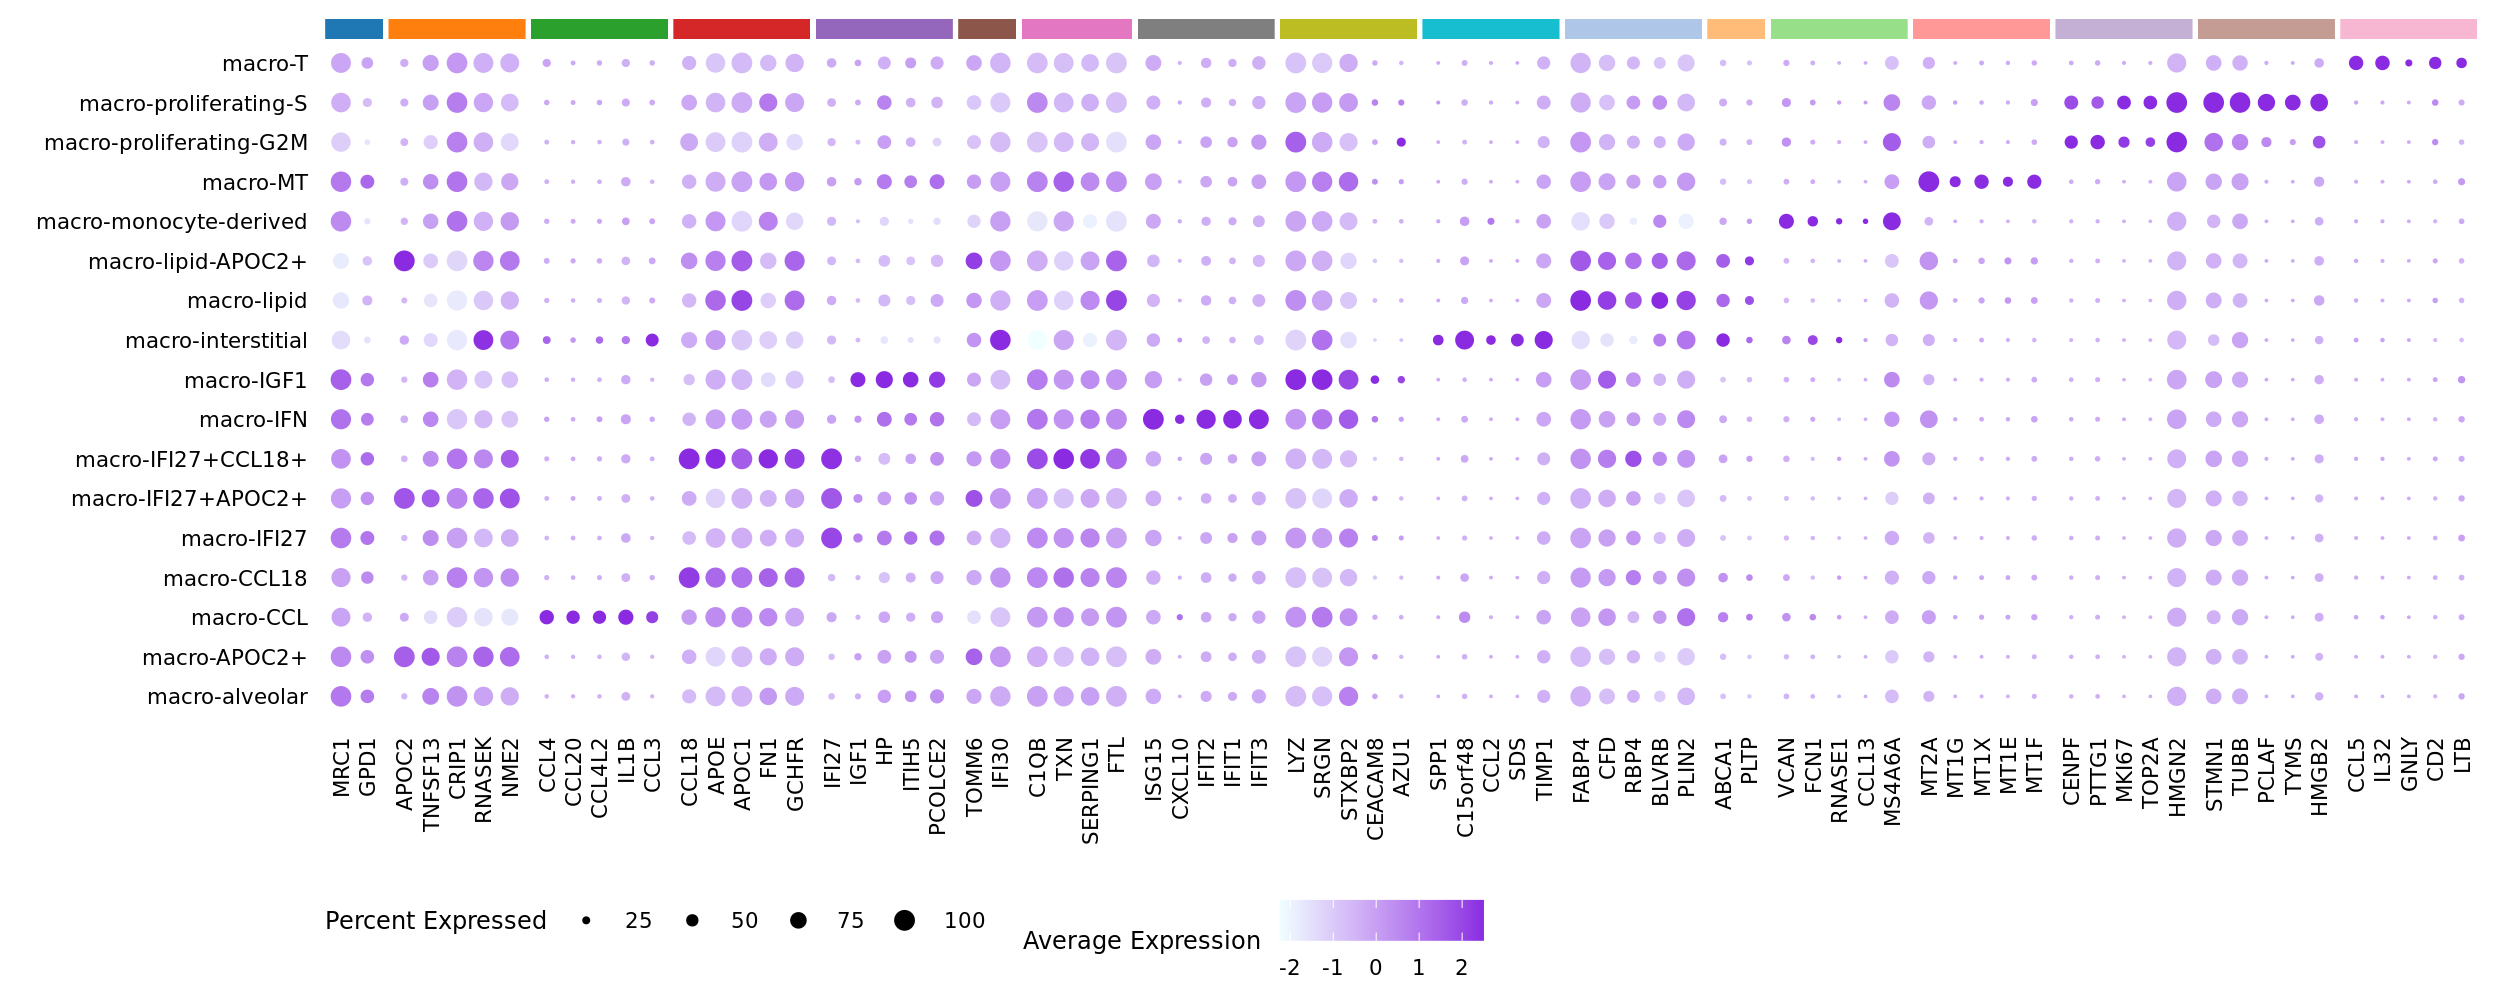 macro-T
macro-proliferating-S
macro-proliferating-G2M
macro-MT
macro-monocyte-derived
macro-lipid-APOC2+
macro-lipid
macro-interstitial
macro-IGF1
macro-IFN
macro-IFI27+CCL18+
macro-IFI27+APOC2+
macro-IFI27
macro-CCL18
macro-CCL
macro-APOC2+
macro-alveolar
MRC1
GPD1
APOC2
TNFSF13
CRIP1
RNASEK
NME2
CCL4
CCL20
CCL4L2
IL1B
CCL3
CCL18
APOE
APOC1
FN1
GCHFR
IFI27
IGF1
HP
ITIH5
PCOLCE2
TOMM6
IFI30
C1QB
TXN
SERPING1
FTL
ISG15
CXCL10
IFIT2
IFIT1
IFIT3
LYZ
SRGN
STXBP2
CEACAM8
AZU1
SPP1
C15orf48
CCL2
SDS
TIMP1
FABP4
CFD
RBP4
BLVRB
PLIN2
ABCA1
PLTP
VCAN
FCN1
RNASE1
CCL13
MS4A6A
MT2A
MT1G
MT1X
MT1E
MT1F
CENPF
PTTG1
MKI67
TOP2A
HMGN2
STMN1
TUBB
PCLAF
TYMS
HMGB2
CCL5
IL32
GNLY
CD2
LTB
Percent Expressed 25 50 75 100
Average Expression
-2 -1 0 1 2